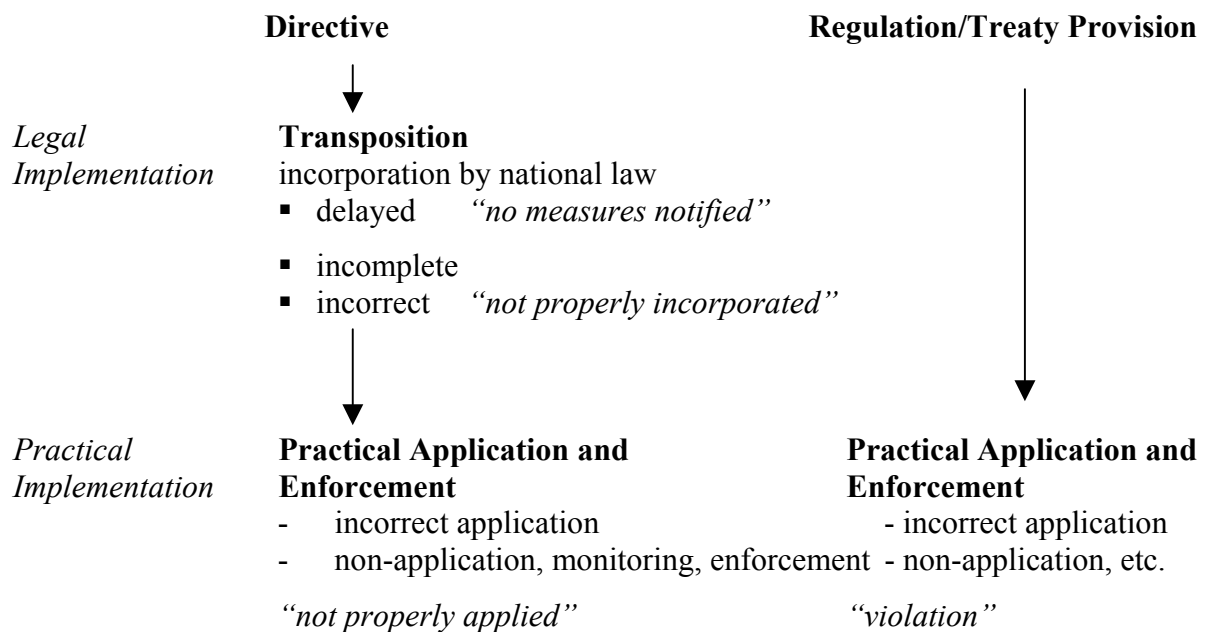 Directive Regulation/Treaty Provision
Legal Transposition
Implementation incorporation by national law
▪ delayed “no measures notified”
▪ incomplete
▪ incorrect “not properly incorporated”
Practical Practical Application and Practical Application and
Implementation Enforcement Enforcement
- incorrect application - incorrect application
- non-application, monitoring, enforcement - non-application, etc.
“not properly applied” “violation”